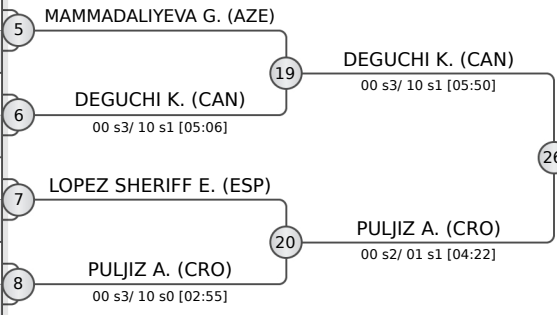 5
MAMMADALIYEVA G. (AZE)
19
DEGUCHI K. (CAN)
00 s3/ 10 s1 [05:50]
6
DEGUCHI K. (CAN)
00 s3/ 10 s1 [05:06]
26
7
LOPEZ SHERIFF E. (ESP)
20
PULJIZ A. (CRO)
00 s2/ 01 s1 [04:22]
8
PULJIZ A. (CRO)
00 s3/ 10 s0 [02:55]